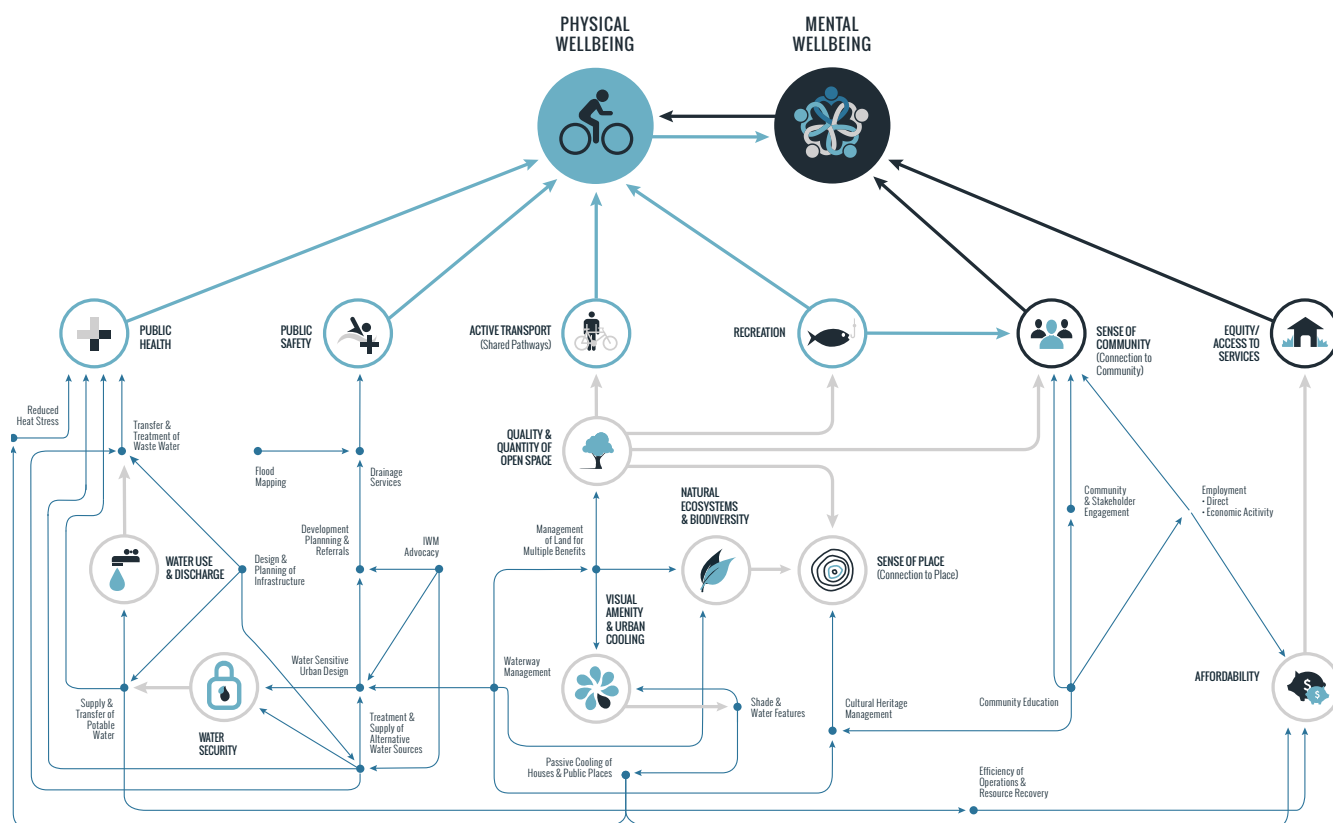 PHYSICAL
WELLBEING
MENTAL
WELLBEING
PUBLIC
HEALTH
PUBLIC
SAFETY
ACTIVE TRANSPORT
(Shared Pathways)
RECREATION
SENSE OF
COMMUNITY
(Connection to
Community)
EQUITY/
ACCESS TO
SERVICES
Reduced
Heat Stress
Transfer &
Treatment of
Waste Water
Flood
Mapping
Drainage
Services
QUALITY &
QUANTITY OF
OPEN SPACE
NATURAL
ECOSYSTEMS
& BIODIVERSITY
Community
& Stakeholder
Engagement
Employment
• Direct
• Economic Acitivity
WATER USE
& DISCHARGE
Design &
Planning of
Infrastructure
Development
Plannning &
Referrals
IWM
Advocacy
Management
of Land for
Multiple Benefits
SENSE OF PLACE
(Connection to Place)
VISUAL
AMENITY
& URBAN
COOLING
Water Sensitive
Urban Design
Waterway
Management
Supply &
Transfer of
Potable
Water
WATER
SECURITY
Treatment &
Supply of
Alternative
Water Sources
Shade &
Water Features
Cultural Heritage
Management
Community Education
AFFORDABILITY
$
$
Passive Cooling of
Houses & Public Places
Efficiency of
Operations &
Resource Recovery